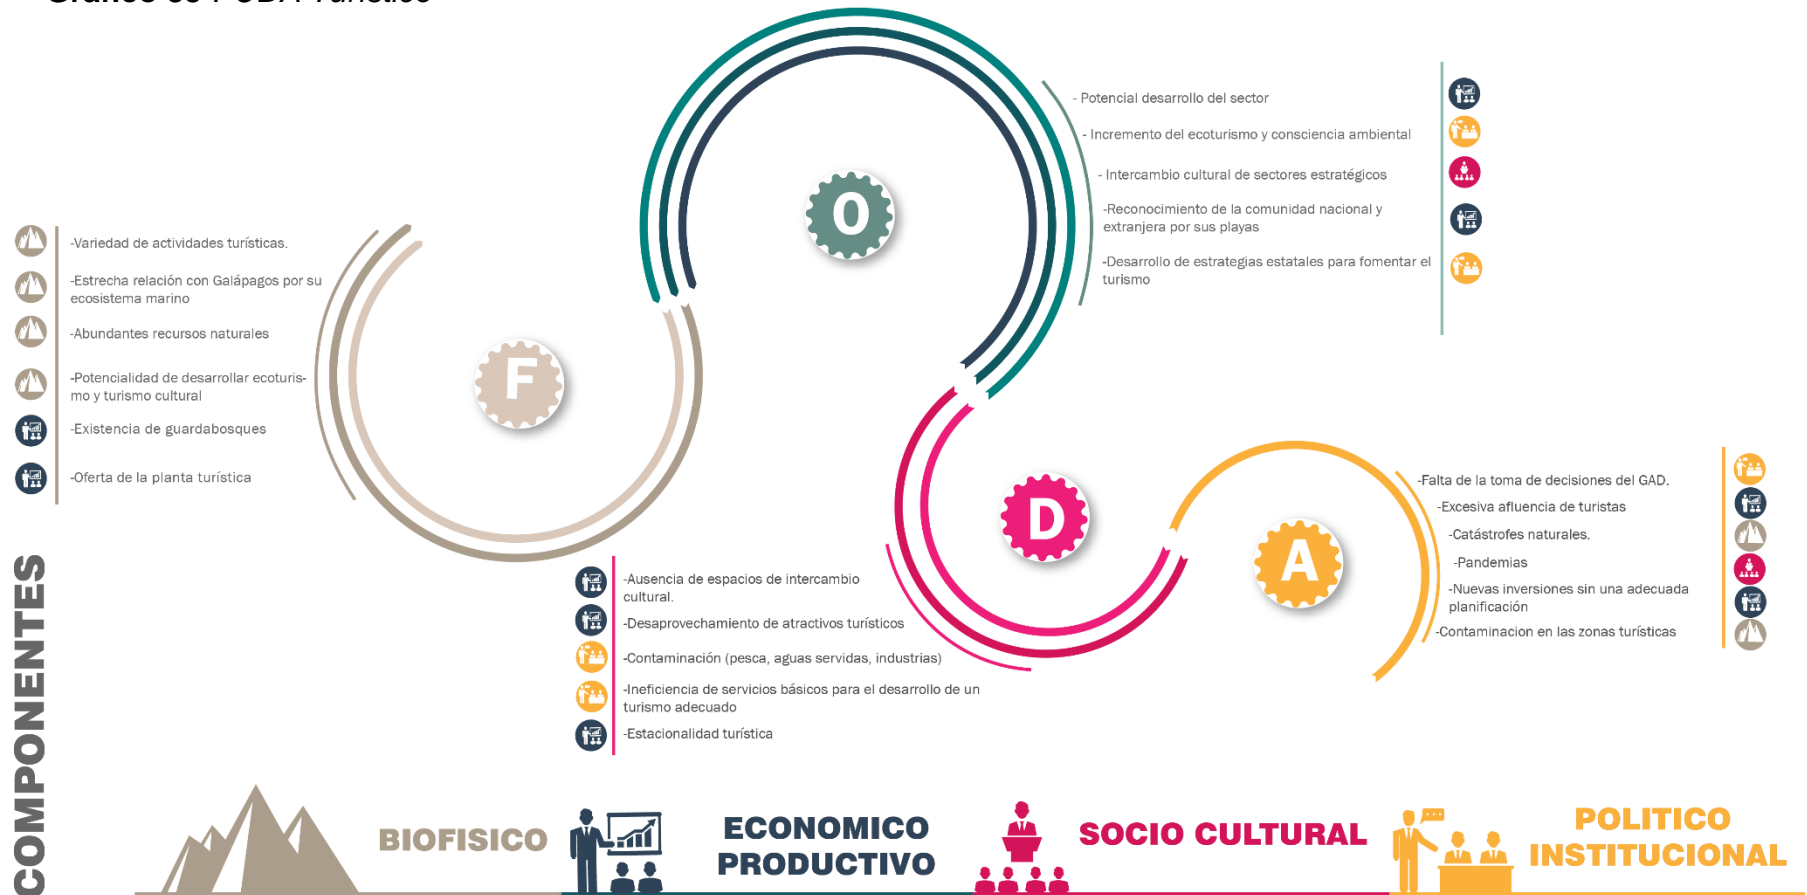 -Variedad de actividades turísticas.
-Estrecha relación con Galápagos por su
ecosistema marino
-Abundantes recursos naturales
-Potencialidad de desarrollar ecoturis-
mo y turismo cultural
-Existencia de guardabosques
-Oferta de la planta turística
F
O
- Potencial desarrollo del sector
- Incremento del ecoturismo y consciencia ambiental
- Intercambio cultural de sectores estratégicos
-Reconocimiento de la comunidad nacional y
extranjera por sus playas
-Desarrollo de estrategias estatales para fomentar el
turismo
D
-Ausencia de espacios de intercambio
cultural.
-Desaprovechamiento de atractivos turísticos
-Contaminación (pesca, aguas servidas, industrias)
-Ineficiencia de servicios básicos para el desarrollo de un
turismo adecuado
-Estacionalidad turística
A
-Falta de la toma de decisiones del GAD.
-Excesiva afluencia de turistas
-Catástrofes naturales.
-Pandemias
-Nuevas inversiones sin una adecuada
planificación
-Contaminacion en las zonas turísticas
COMPONENTES
BIOFISICO
ECONOMICO
PRODUCTIVO
SOCIO CULTURAL
POLITICO
INSTITUCIONAL